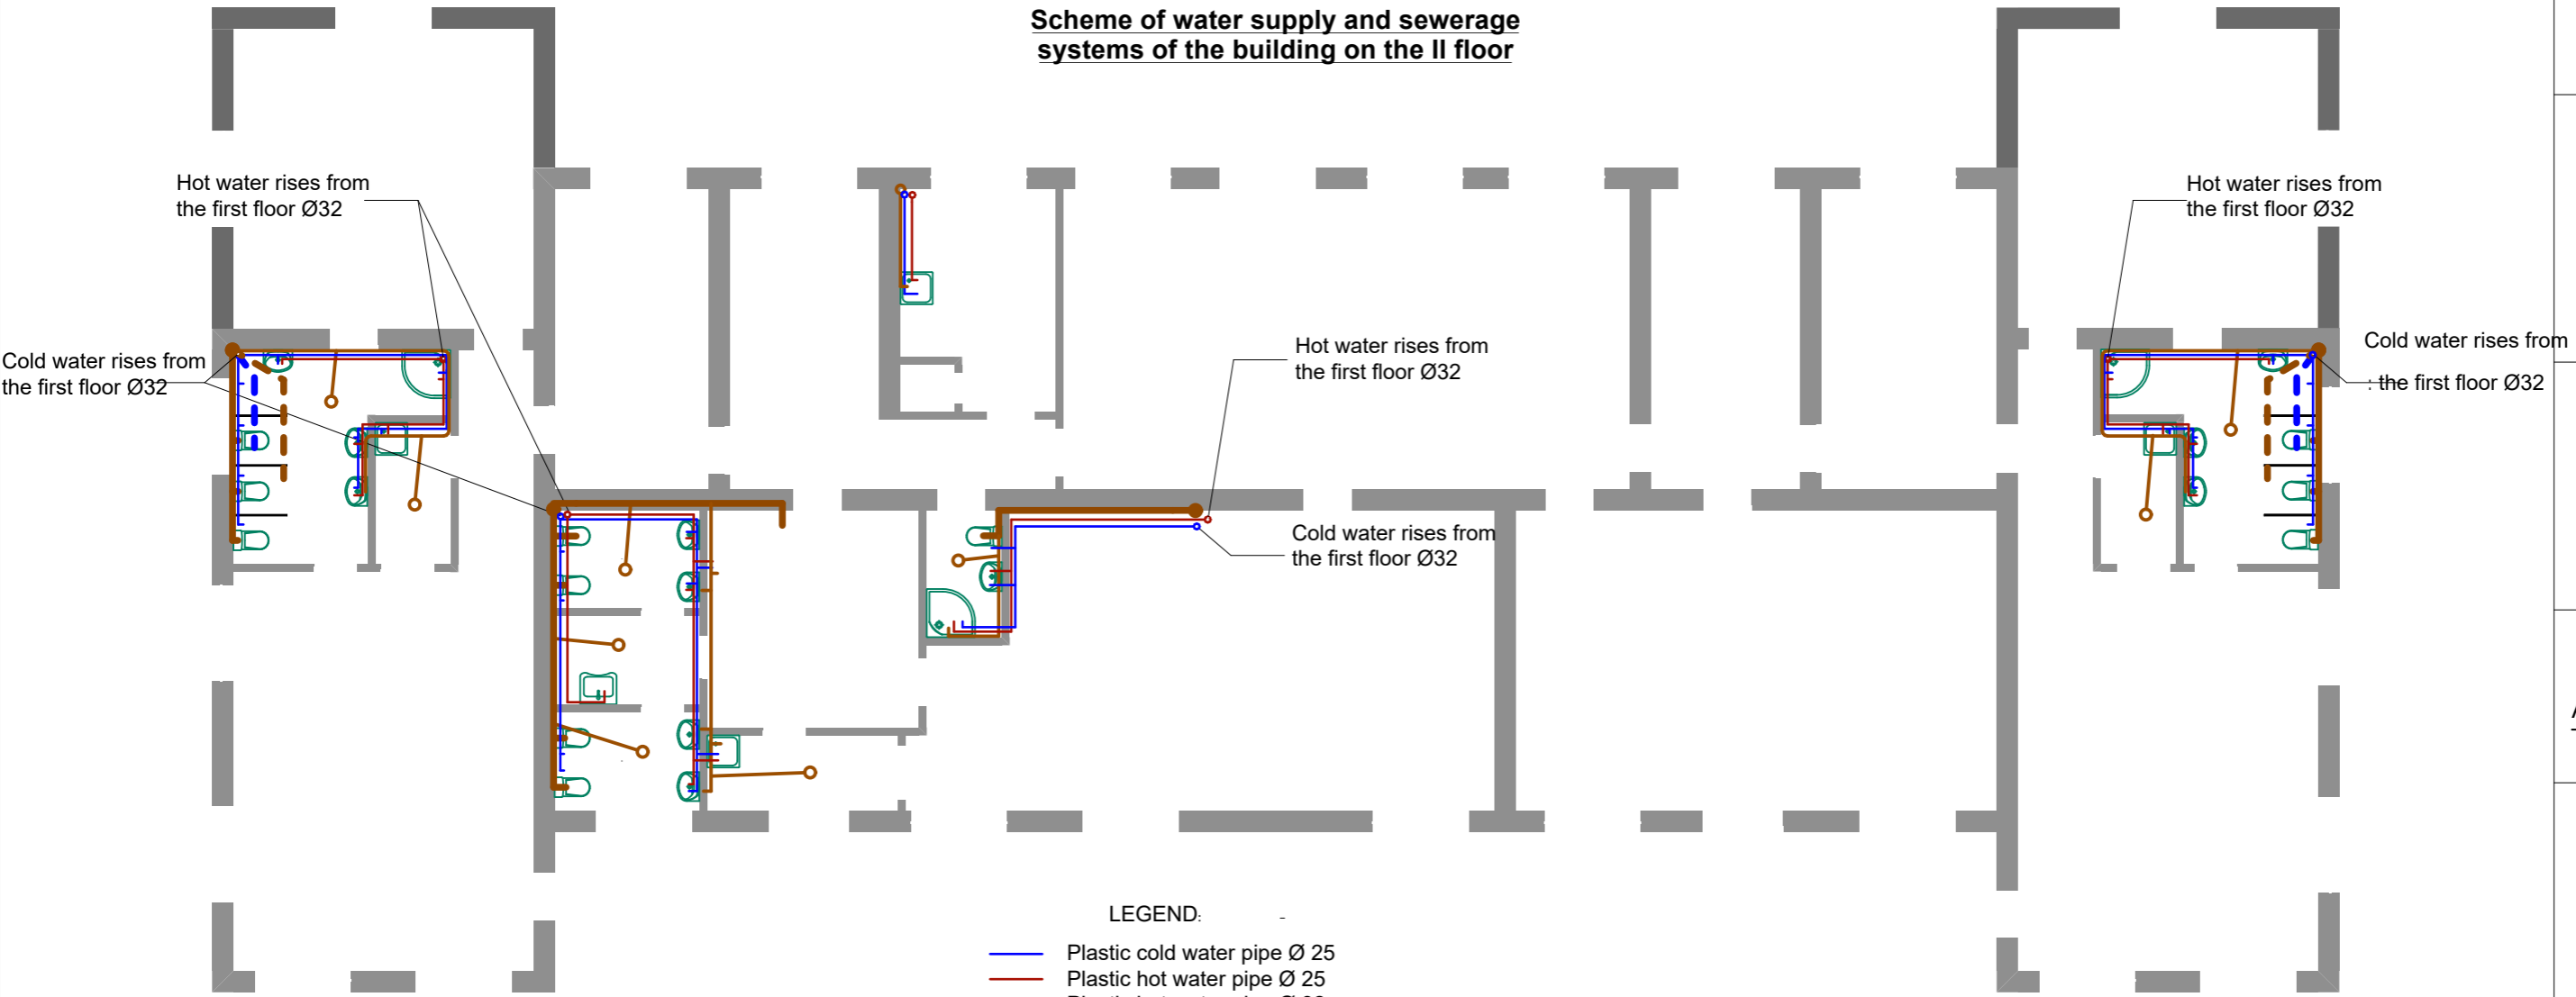 Scheme of water supply and sewerage
systems of the building on the II floor
Hot water rises from
the first floor Ø32
Hot water rises from
the first floor Ø32
Cold water rises from
the first floor Ø32
Hot water rises from
the first floor Ø32
Cold water rises from
: the first floor Ø32
Cold water rises from
the first floor Ø32
LEGEND: -
Plastic cold water pipe Ø 25
Plastic hot water pipe Ø 25